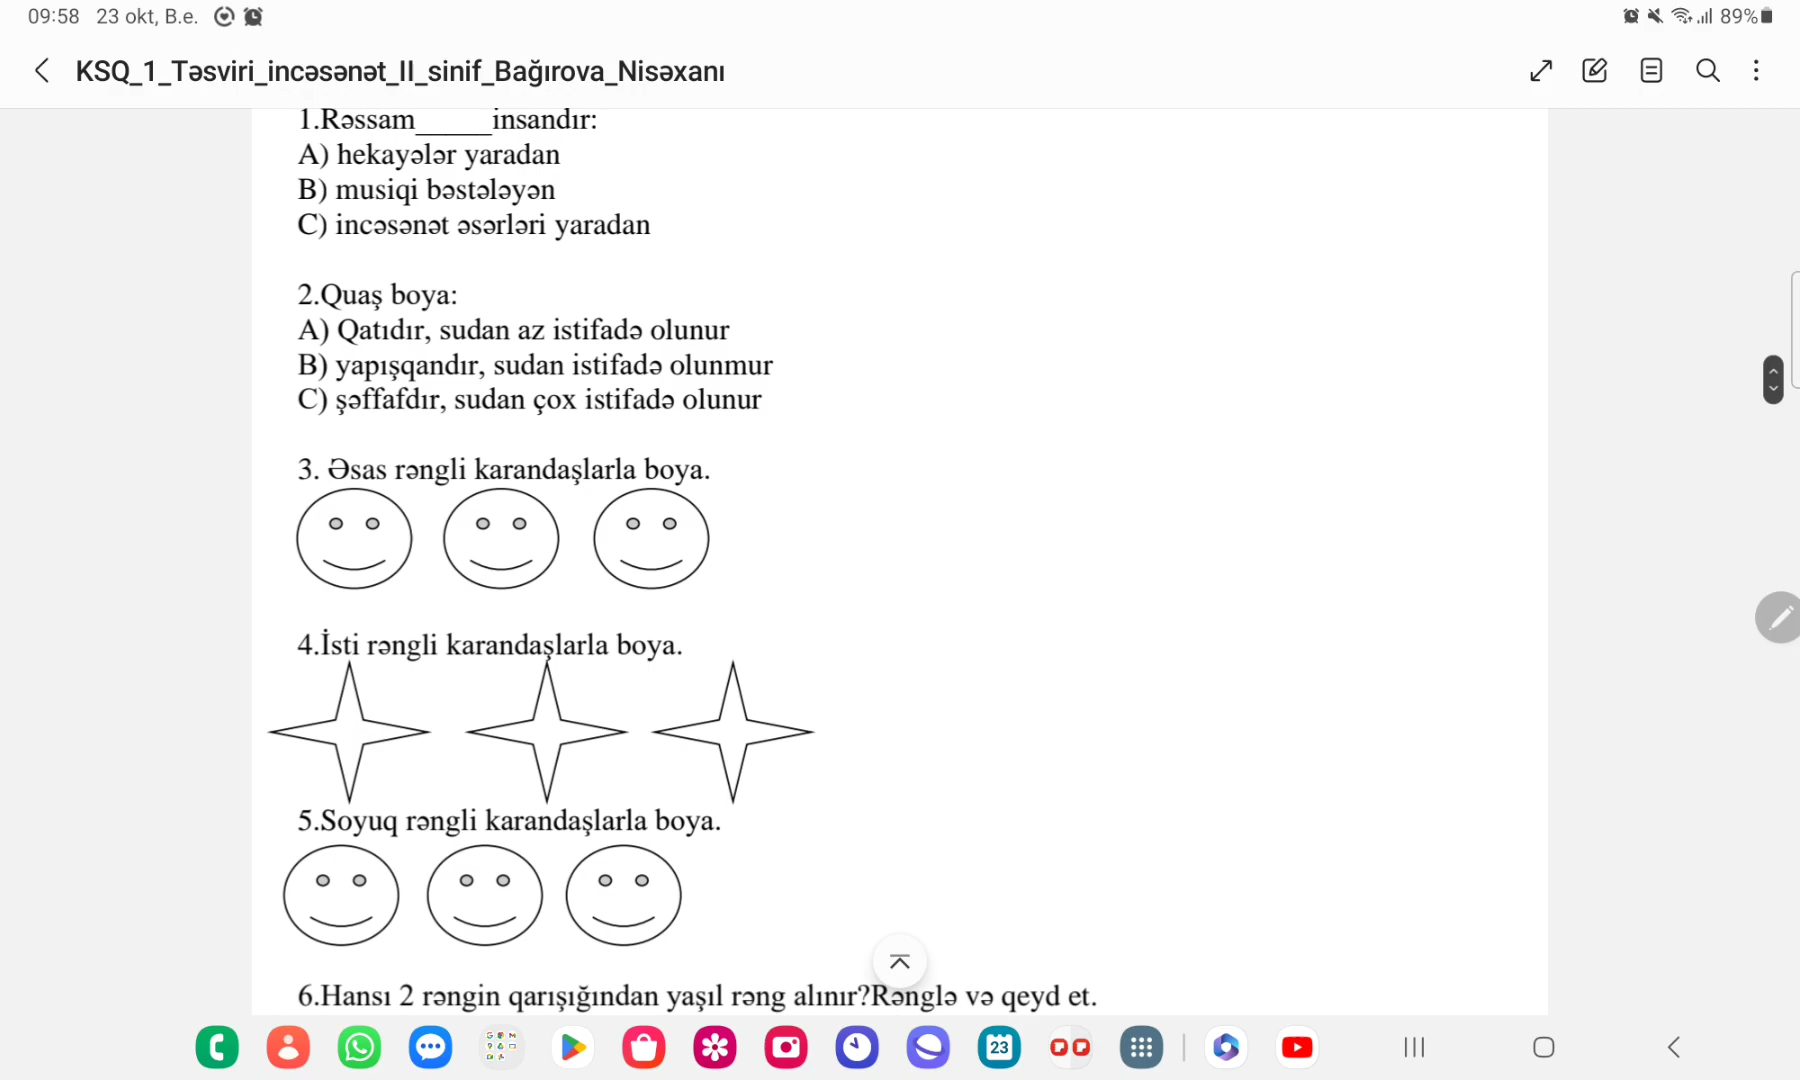 09:58 23 okt, B.e. 89%
KSQ_1_Təsviri_incəsənət_II_sinif_Bağırova_Nisəxanı
1.Rəssam_____insandır:
A) hekayələr yaradan
B) musiqi bəstələyən
C) incəsənət əsərləri yaradan
2.Quaş boya:
A) Qatıdır, sudan az istifadə olunur
B) yapışqandır, sudan istifadə olunmur
C) şəffafdır, sudan çox istifadə olunur
3. Əsas rəngli karandaşlarla boya.
4.İsti rəngli karandaşlarla boya.
5.Soyuq rəngli karandaşlarla boya.
6.Hansı 2 rəngin qarışığından yaşıl rəng alınır?Rənglə və qeyd et.
23